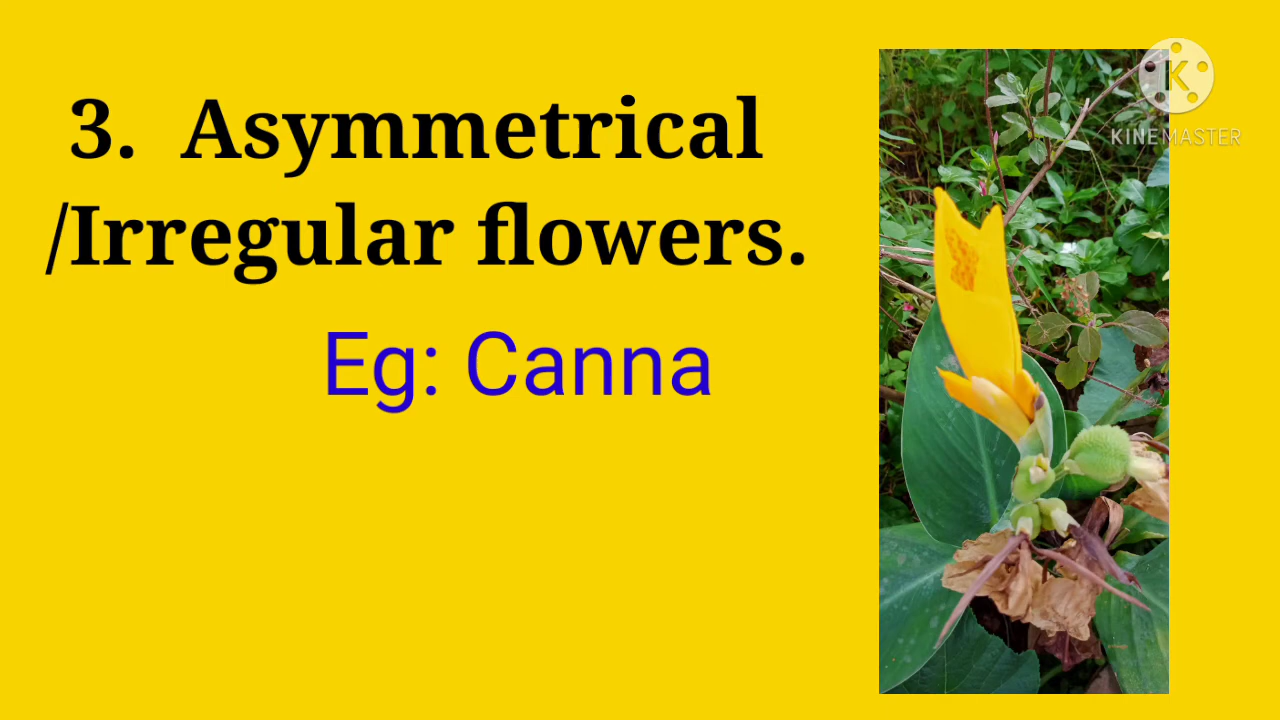 3. Asymmetrical
/Irregular flowers.
Eg: Canna
K
KINEMASTER